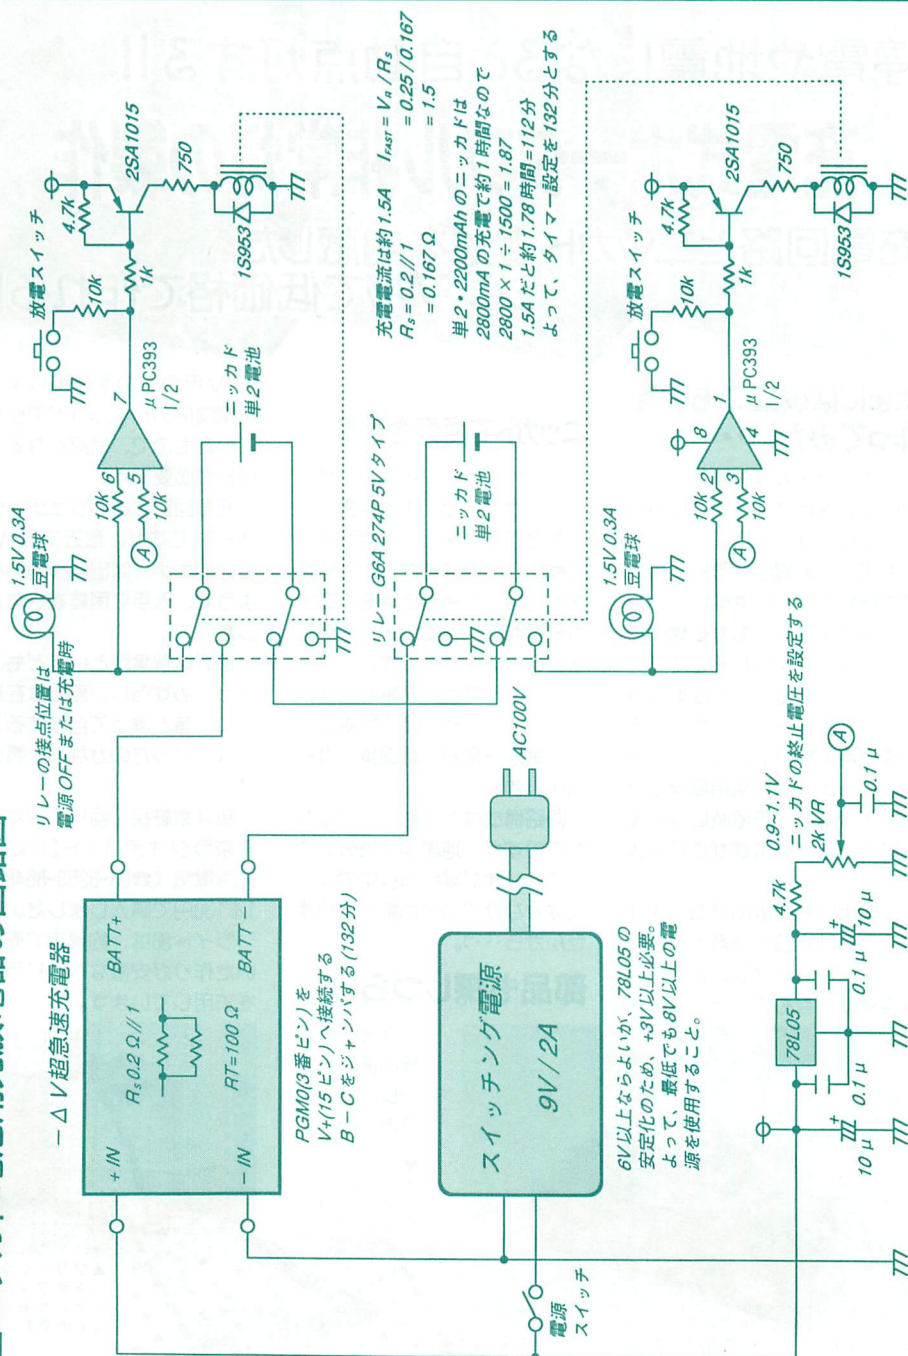 −ΔV超急速充電器
+IN
BATT+
Rs 0.2Ω//1
RT=100Ω
−IN
BATT−
PGM0(3番ピン)を
V+(15ピン)へ接続する
B−Cをジャンパする(132分)
リレーの接点位置は
電源OFFまたは充電時
1.5V 0.3A
豆電球
10k
6
5
10k
A
7
μPC393
1/2
放電スイッチ
10k
4.7k
1k
2SA1015
750
1S953
ニッカド
単2電池
リレー G6A 274P 5Vタイプ
ニッカド
単2電池
充電電流は約1.5A IFAST = VR/Rs
Rs = 0.2//1 = 0.25/0.167
= 0.167Ω = 1.5
単2・2200mAhのニッカドは
2800mAの充電で約1時間なので
2800×1÷1500=1.87
1.5Aだと約1.78時間=112分
よって、タイマー設定を132分とする
スイッチング電源
9V/2A
AC100V
電源
スイッチ
6V以上ならよいが、78L05の
安定化のため、+3V以上必要。
よって、最低でも8V以上の電
源を使用すること。
1.5V 0.3A
豆電球
10k
2
3
10k
A
8
1
4
μPC393
1/2
放電スイッチ
10k
4.7k
1k
2SA1015
750
1S953
10μ
+
0.1μ
78L05
0.1μ
+
10μ
4.7k
0.9~1.1V
ニッカドの終止電圧を設定する
2k VR
A
0.1μ